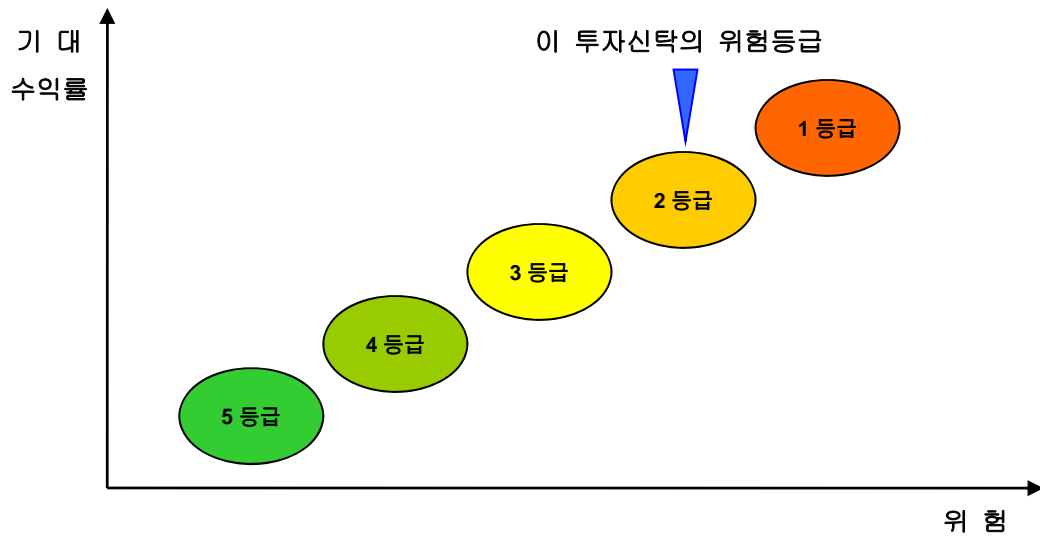 기 대
수익률
이 투자신탁의 위험등급
1 등급
2 등급
3 등급
4 등급
5 등급
위 험